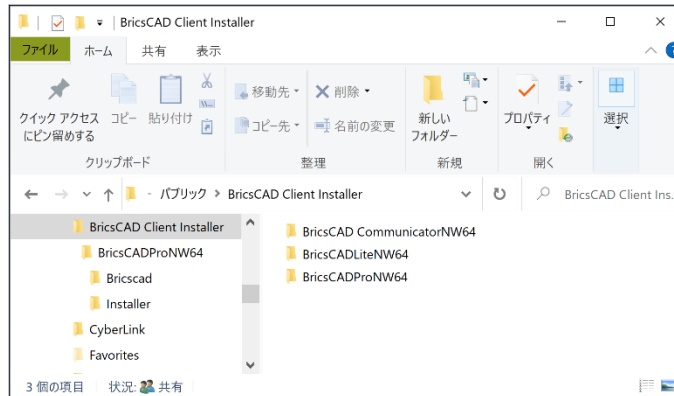 BricsCAD Client Installer
ファイル ホーム 共有 表示
クイック アクセス
にピン留めする
コピー
貼り付け
移動先
コピー先
削除
名前の変更
新しい
フォルダー
プロパティ
選択
クリップボード 整理 新規 開く
パブリック > BricsCAD Client Installer
BricsCAD Client Ins...
BricsCAD Client Installer
BricsCADProNW64
Bricscad
Installer
CyberLink
Favorites
BricsCAD CommunicatorNW64
BricsCADLiteNW64
BricsCADProNW64
3 個の項目 状況: 共有